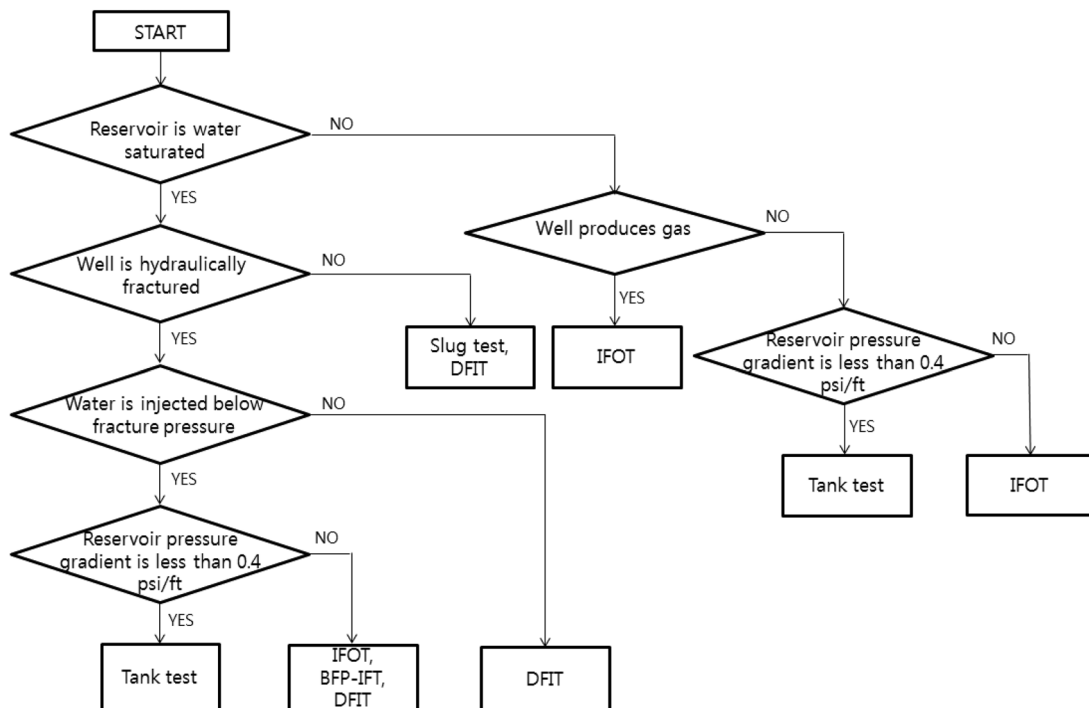 START
Reservoir is water
saturated
NO
YES
Well produces gas
NO
YES
Well is hydraulically
fractured
NO
YES
Slug test,
DFIT
IFOT
Reservoir pressure
gradient is less than 0.4
psi/ft
NO
YES
Water is injected below
fracture pressure
NO
YES
Tank test
IFOT
Reservoir pressure
gradient is less than 0.4
psi/ft
NO
YES
Tank test
IFOT,
BFP-IFT,
DFIT
DFIT